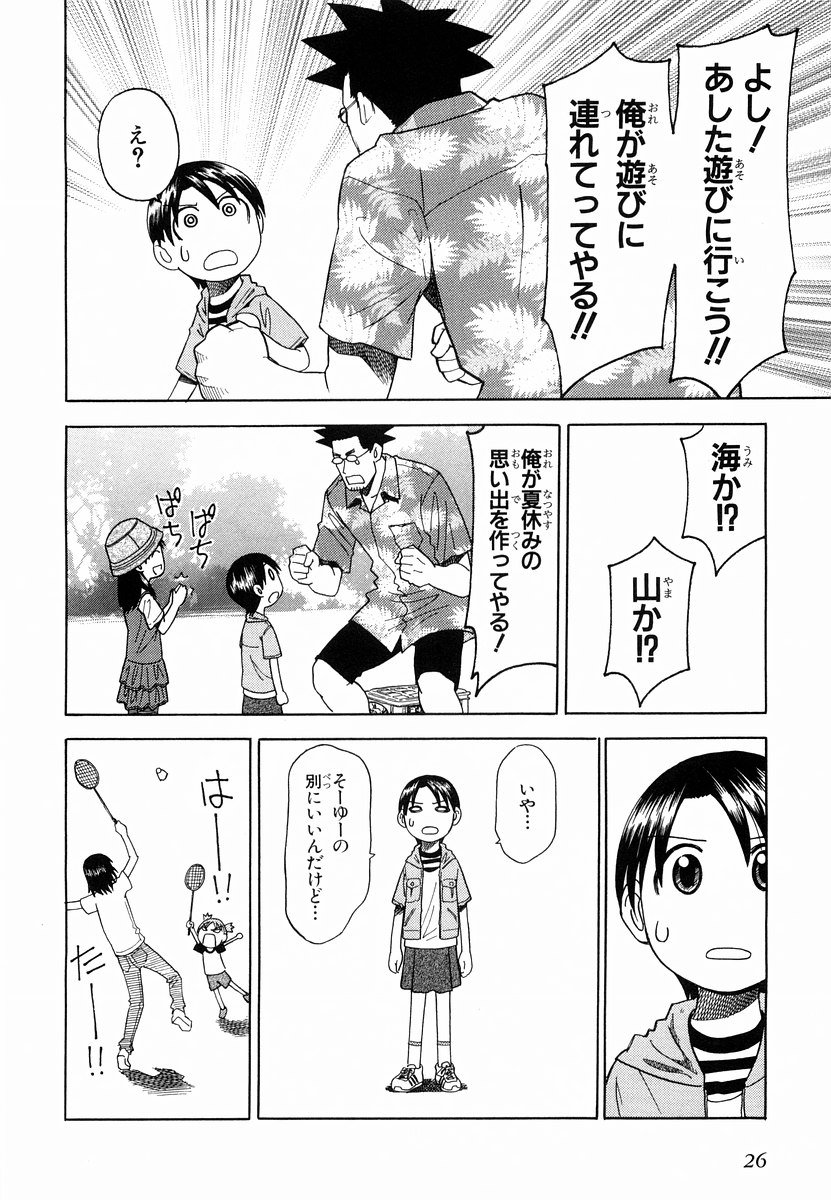 よし!
あした遊びに行こう!!
俺が遊びに
連れてってやる!!
え?
海か!?
山か!?
俺が夏休みの
思い出を作ってやる!
ぱち
ぱち
いや…
そーゆーの
別にいいんだけど…
はー!!
たー!!
26